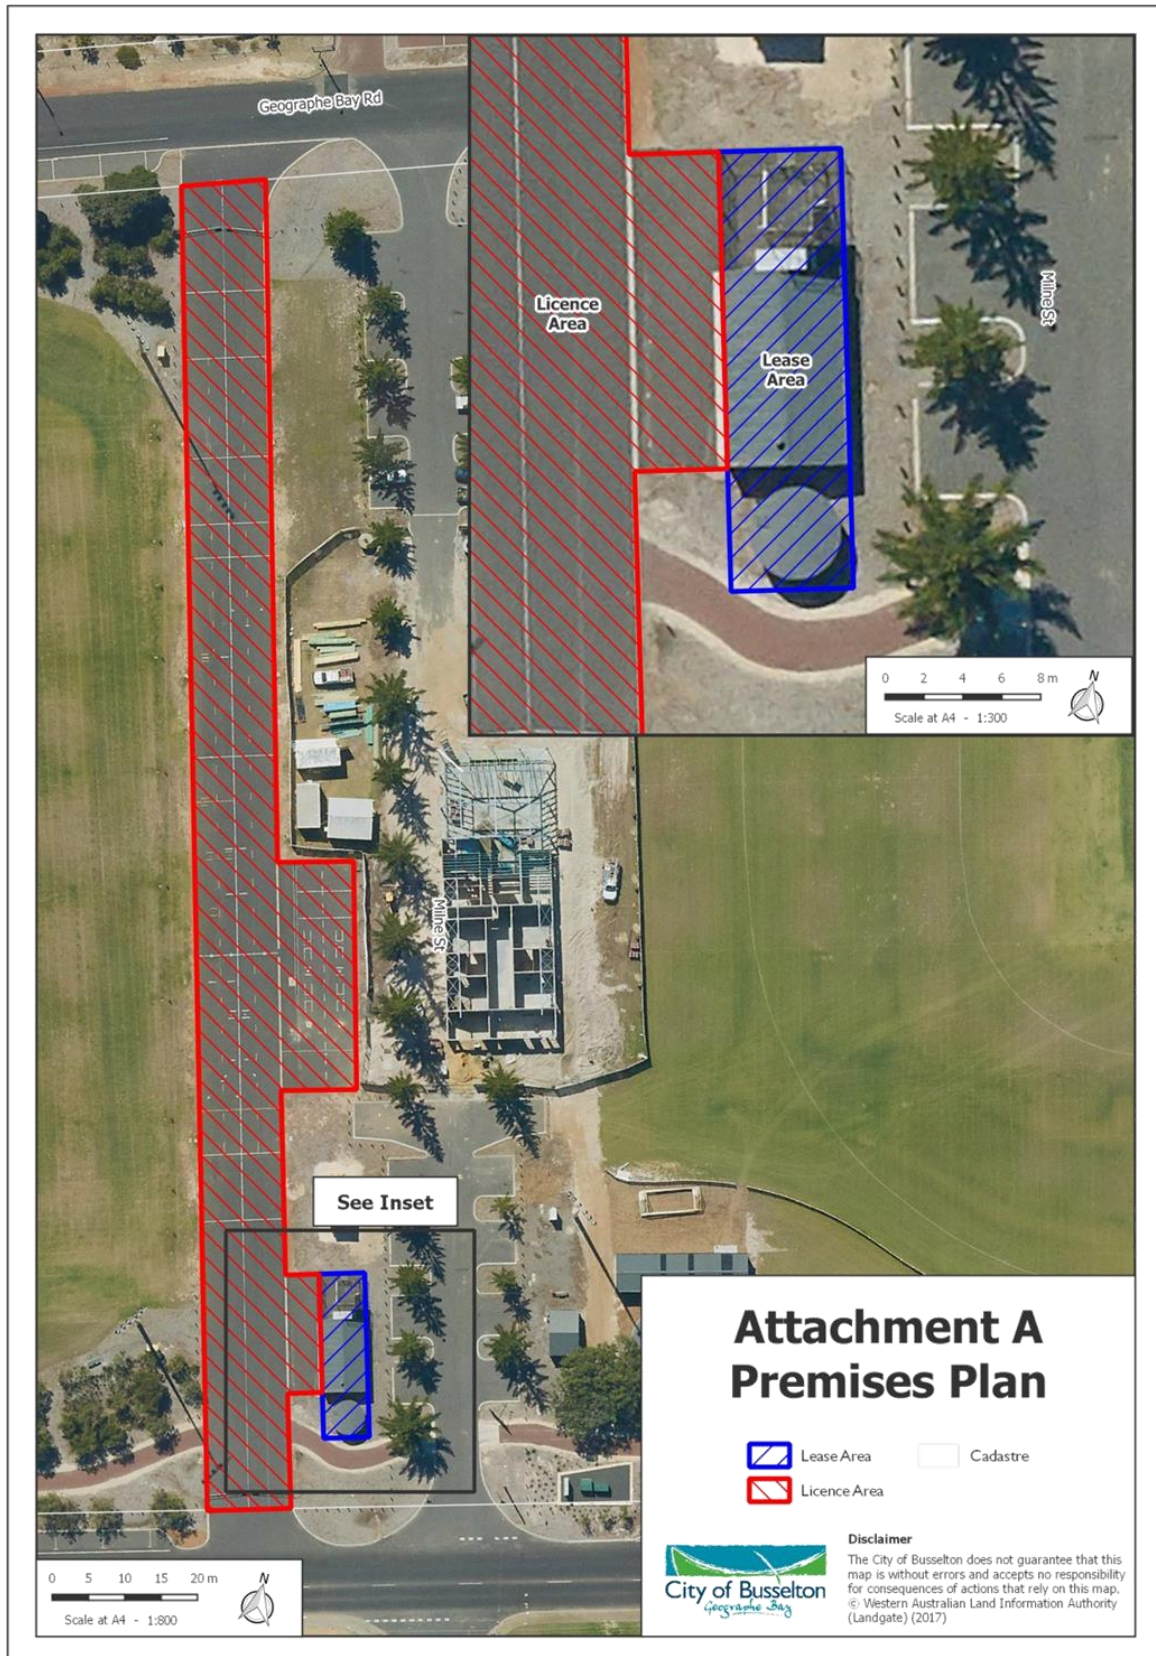 Geographe Bay Rd
Licence
Area
Lease
Area
Milne St
0 2 4 6 8 m
N
Scale at A4 - 1:300
Milne St
See Inset
Attachment A
Premises Plan
Lease Area
Cadastre
Licence Area
Disclaimer
The City of Busselton does not guarantee that this
map is without errors and accepts no responsibility
for consequences of actions that rely on this map.
© Western Australian Land Information Authority
(Landgate) (2017)
City of Busselton
Geographe Bay
0 5 10 15 20 m
N
Scale at A4 - 1:800